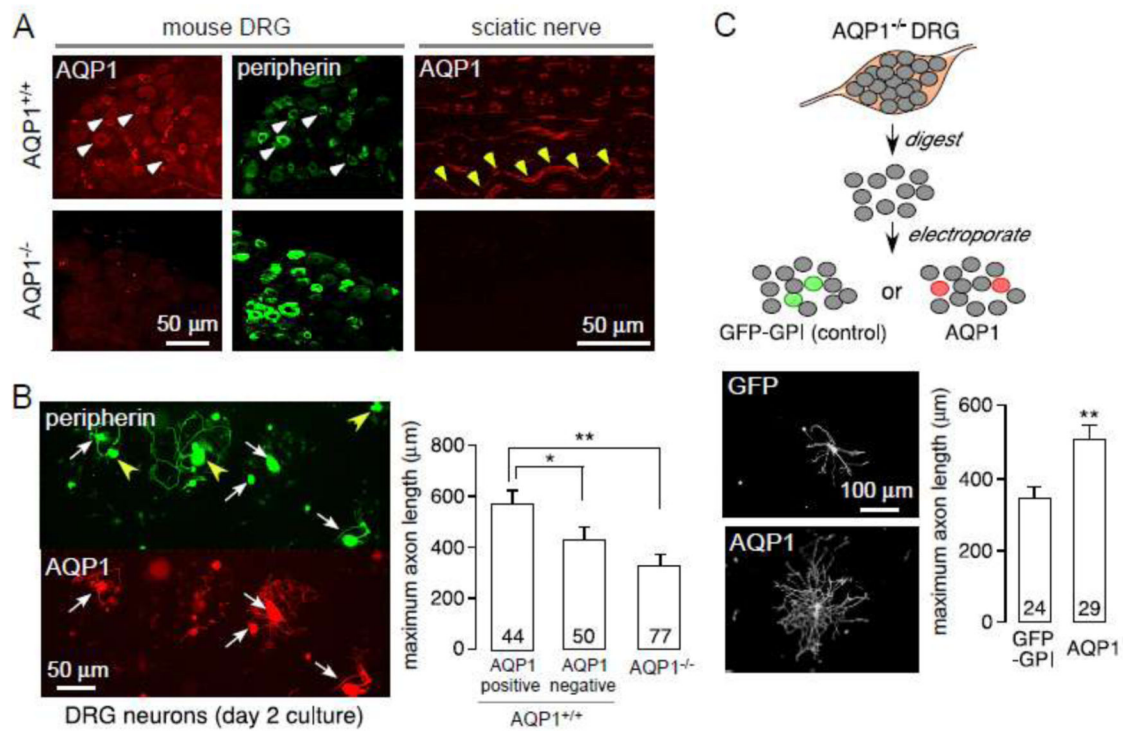 A
mouse DRG
sciatic nerve
AQP1
peripherin
AQP1
AQP1+/+
AQP1-/-
50 µm
50 µm
B
peripherin
AQP1
50 µm
DRG neurons (day 2 culture)
maximum axon length (µm)
800
600
400
200
0
**
*
44
50
77
AQP1 positive
AQP1 negative
AQP1-/-
AQP1+/+
C
AQP1-/- DRG
digest
electroporate
or
GFP-GPI (control)
AQP1
GFP
100 µm
AQP1
maximum axon length (µm)
600
400
200
0
**
24
29
GFP
-GPI
AQP1